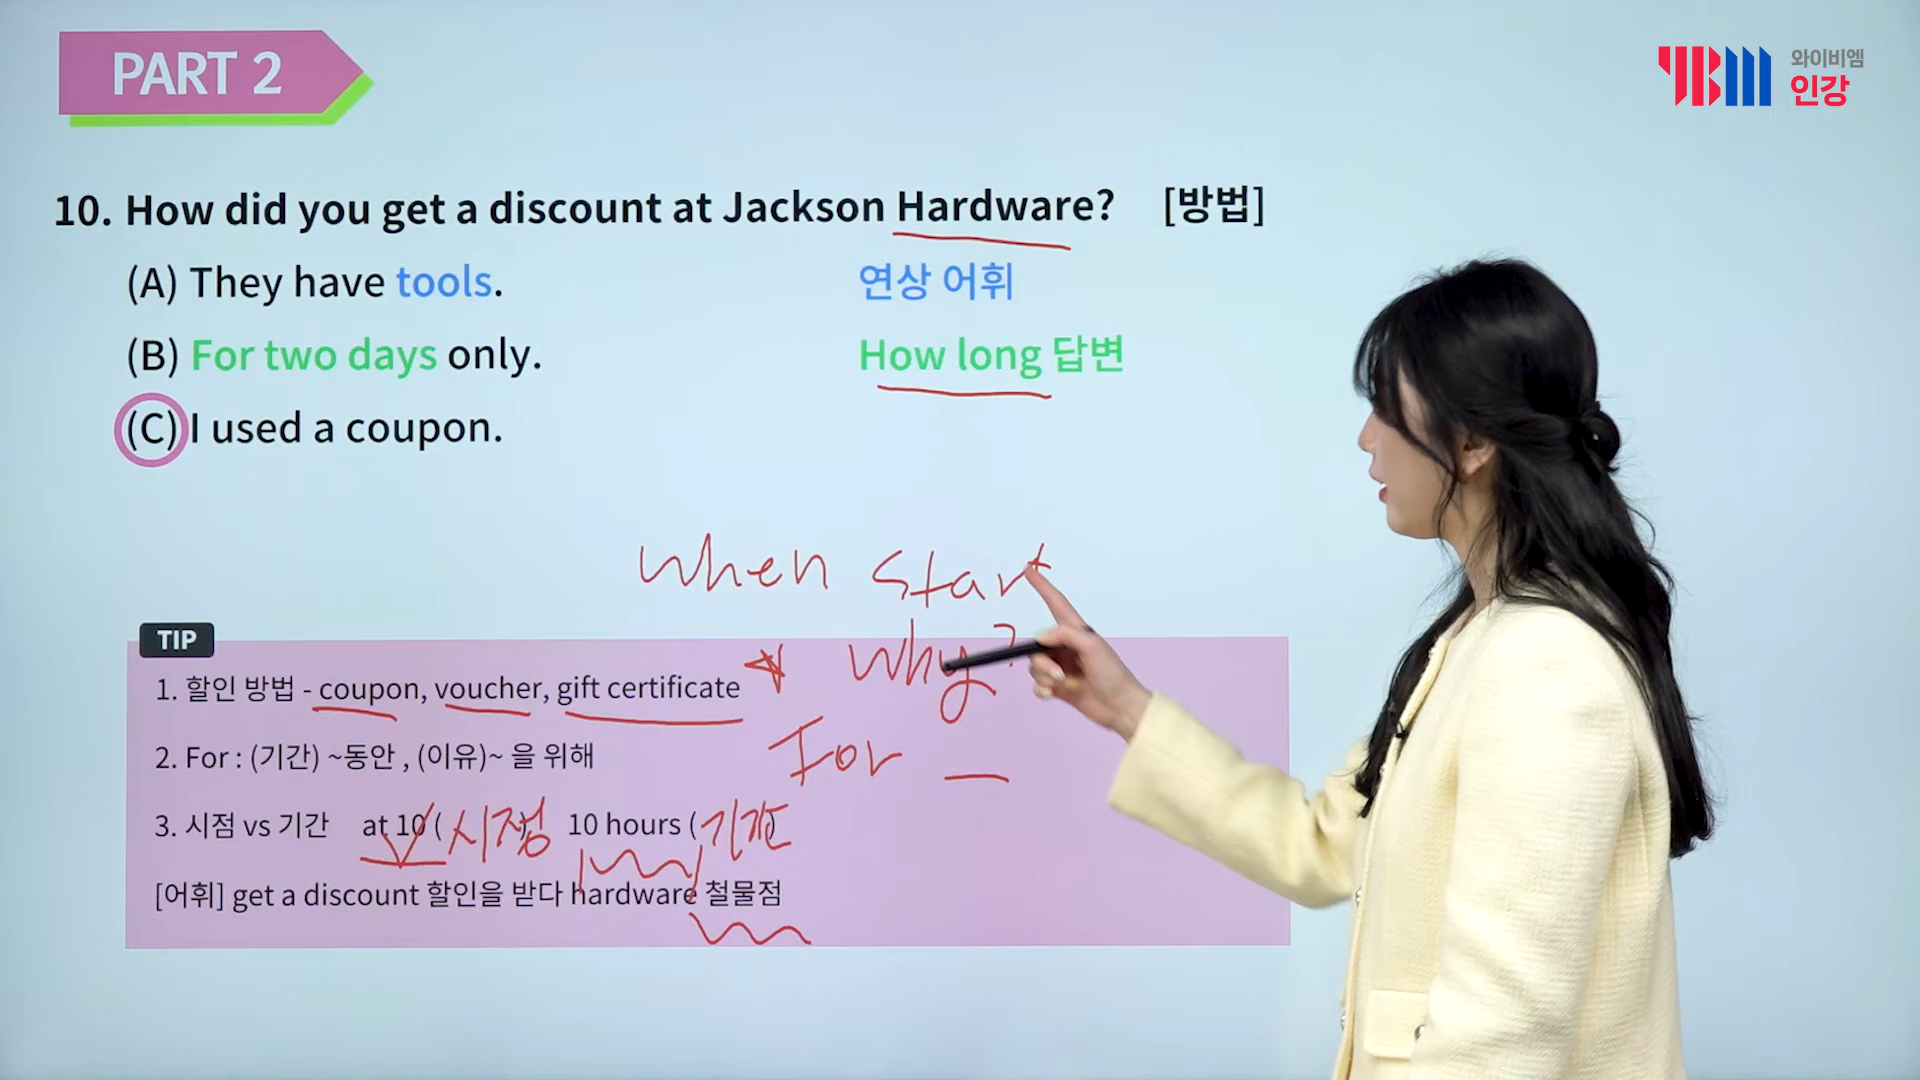 PART 2
YBM 와이비엠
인강
10. How did you get a discount at Jackson Hardware? [방법]
(A) They have tools. 연상 어휘
(B) For two days only. How long 답변
(C) I used a coupon.
When start
Why?
TIP
1. 할인 방법 - coupon, voucher, gift certificate
For
2. For : (기간) ~동안 , (이유)~ 을 위해
3. 시점 vs 기간 at 10 (시점) 10 hours (기간)
[어휘] get a discount 할인을 받다 hardware 철물점